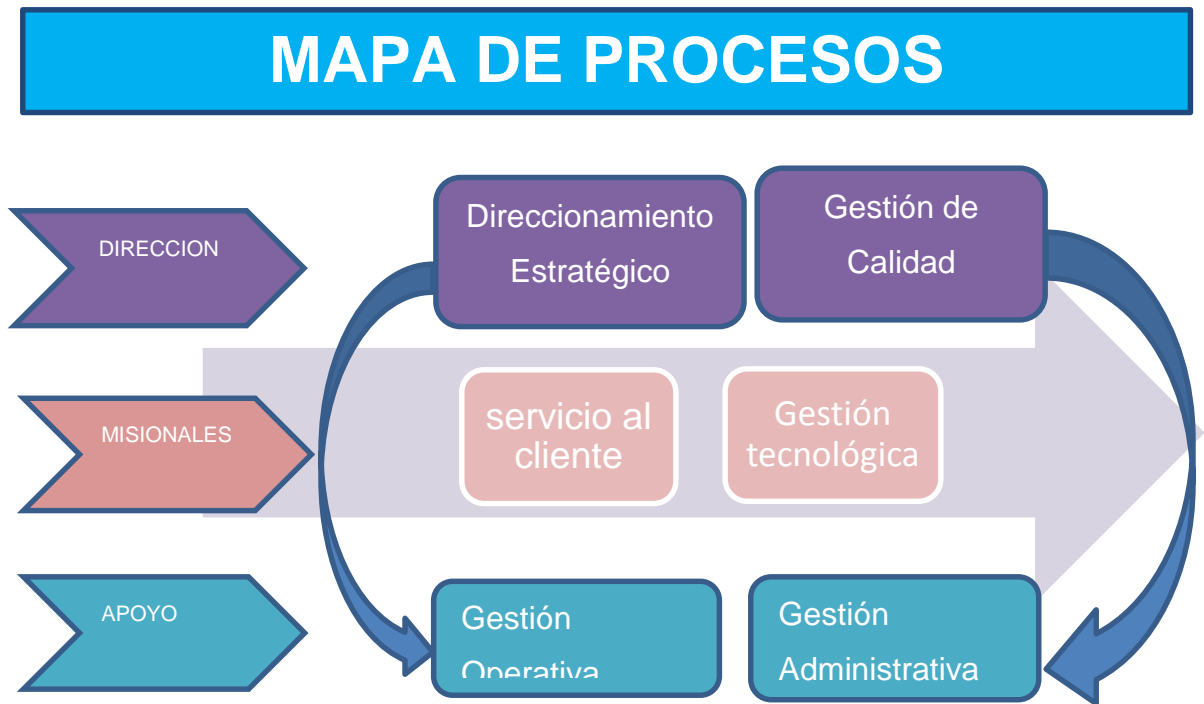 MAPA DE PROCESOS
DIRECCION
Direccionamiento
Estratégico
Gestión de
Calidad
MISIONALES
servicio al
cliente
Gestión
tecnológica
APOYO
Gestión
Operativa
Gestión
Administrativa